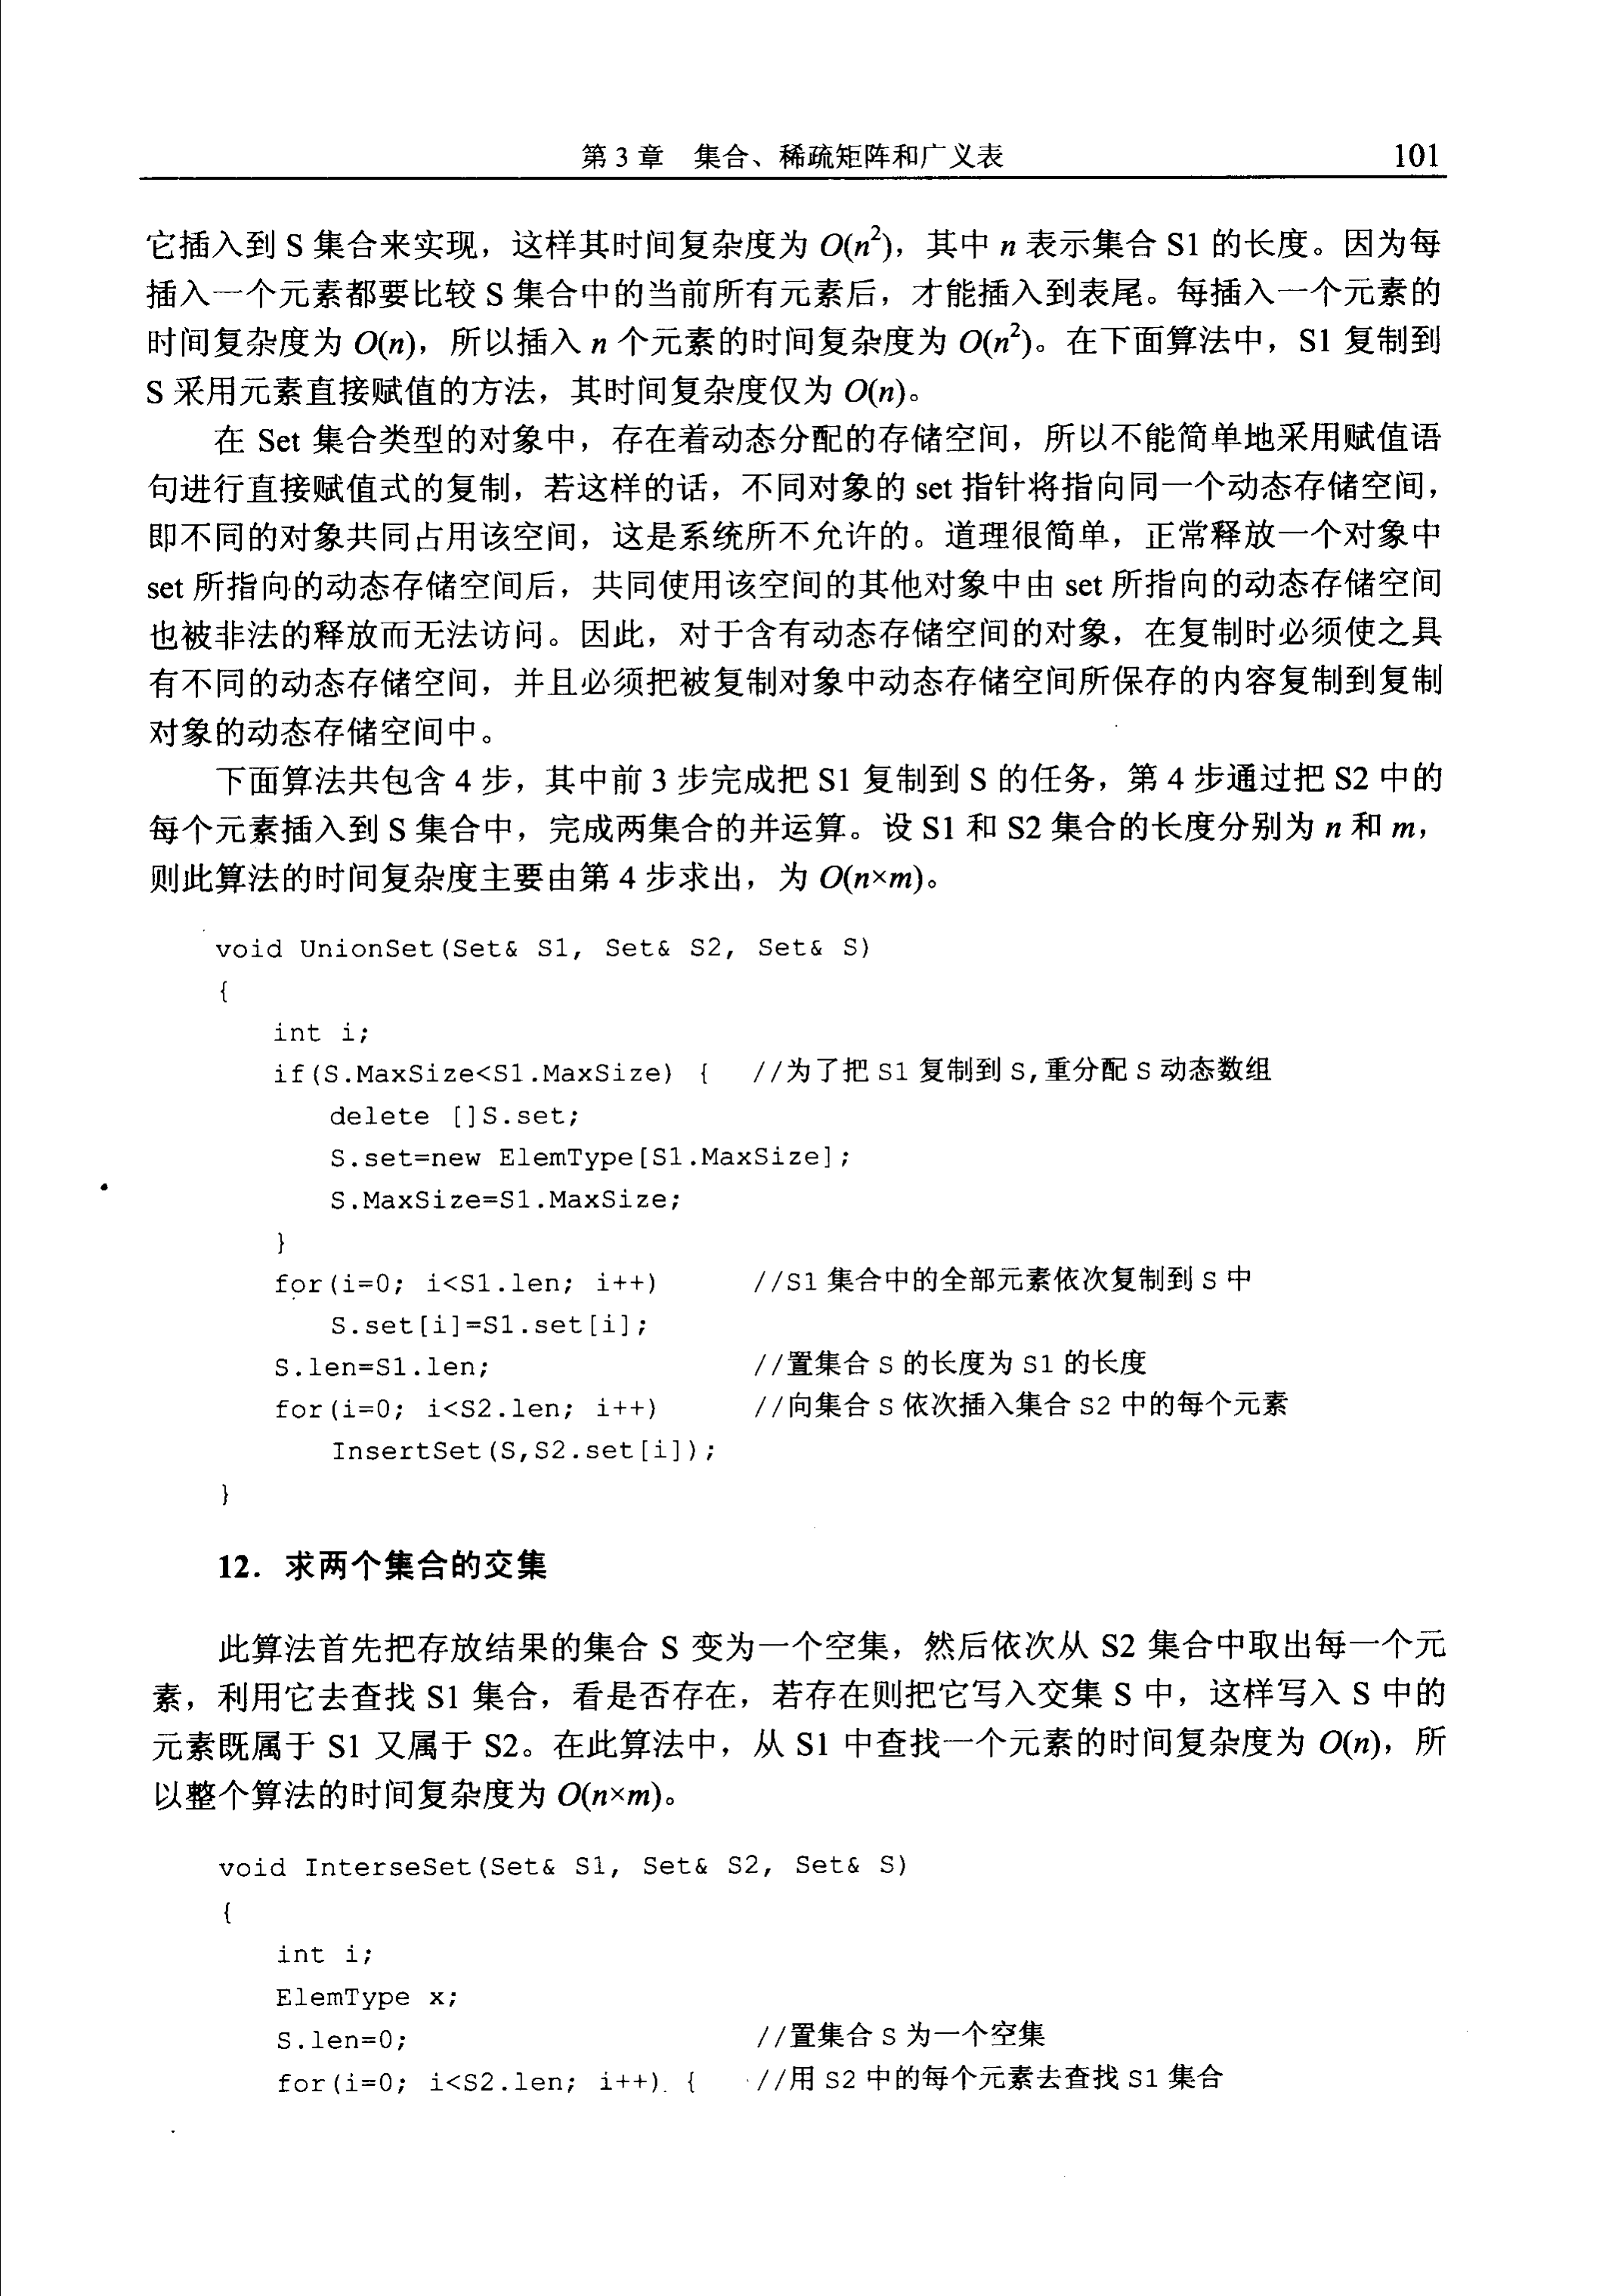 第 3 章　集合、稀疏矩阵和广义表　101
它插入到 S 集合来实现，这样其时间复杂度为 O(n²)，其中 n 表示集合 S1 的长度。因为每
插入一个元素都要比较 S 集合中的当前所有元素后，才能插入到表尾。每插入一个元素的
时间复杂度为 O(n)，所以插入 n 个元素的时间复杂度为 O(n²)。在下面算法中，S1 复制到
S 采用元素直接赋值的方法，其时间复杂度仅为 O(n)。
在 Set 集合类型的对象中，存在着动态分配的存储空间，所以不能简单地采用赋值语
句进行直接赋值式的复制，若这样的话，不同对象的 set 指针将指向同一个动态存储空间，
即不同的对象共同占用该空间，这是系统所不允许的。道理很简单，正常释放一个对象中
set 所指向的动态存储空间后，共同使用该空间的其他对象中由 set 所指向的动态存储空间
也被非法的释放而无法访问。因此，对于含有动态存储空间的对象，在复制时必须使之具
有不同的动态存储空间，并且必须把被复制对象中动态存储空间所保存的内容复制到复制
对象的动态存储空间中。
下面算法共包含 4 步，其中前 3 步完成把 S1 复制到 S 的任务，第 4 步通过把 S2 中的
每个元素插入到 S 集合中，完成两集合的并运算。设 S1 和 S2 集合的长度分别为 n 和 m，
则此算法的时间复杂度主要由第 4 步求出，为 O(n×m)。
void UnionSet(Set& S1, Set& S2, Set& S)
{
int i;
if(S.MaxSize<S1.MaxSize) {　//为了把 S1 复制到 S,重分配 S 动态数组
delete []S.set;
S.set=new ElemType[S1.MaxSize];
S.MaxSize=S1.MaxSize;
}
for(i=0; i<S1.len; i++)　//S1 集合中的全部元素依次复制到 S 中
S.set[i]=S1.set[i];
S.len=S1.len;　//置集合 S 的长度为 S1 的长度
for(i=0; i<S2.len; i++)　//向集合 S 依次插入集合 S2 中的每个元素
InsertSet(S,S2.set[i]);
}
12．求两个集合的交集
此算法首先把存放结果的集合 S 变为一个空集，然后依次从 S2 集合中取出每一个元
素，利用它去查找 S1 集合，看是否存在，若存在则把它写入交集 S 中，这样写入 S 中的
元素既属于 S1 又属于 S2。在此算法中，从 S1 中查找一个元素的时间复杂度为 O(n)，所
以整个算法的时间复杂度为 O(n×m)。
void InterseSet(Set& S1, Set& S2, Set& S)
{
int i;
ElemType x;
S.len=0;　//置集合 S 为一个空集
for(i=0; i<S2.len; i++) {　//用 S2 中的每个元素去查找 S1 集合